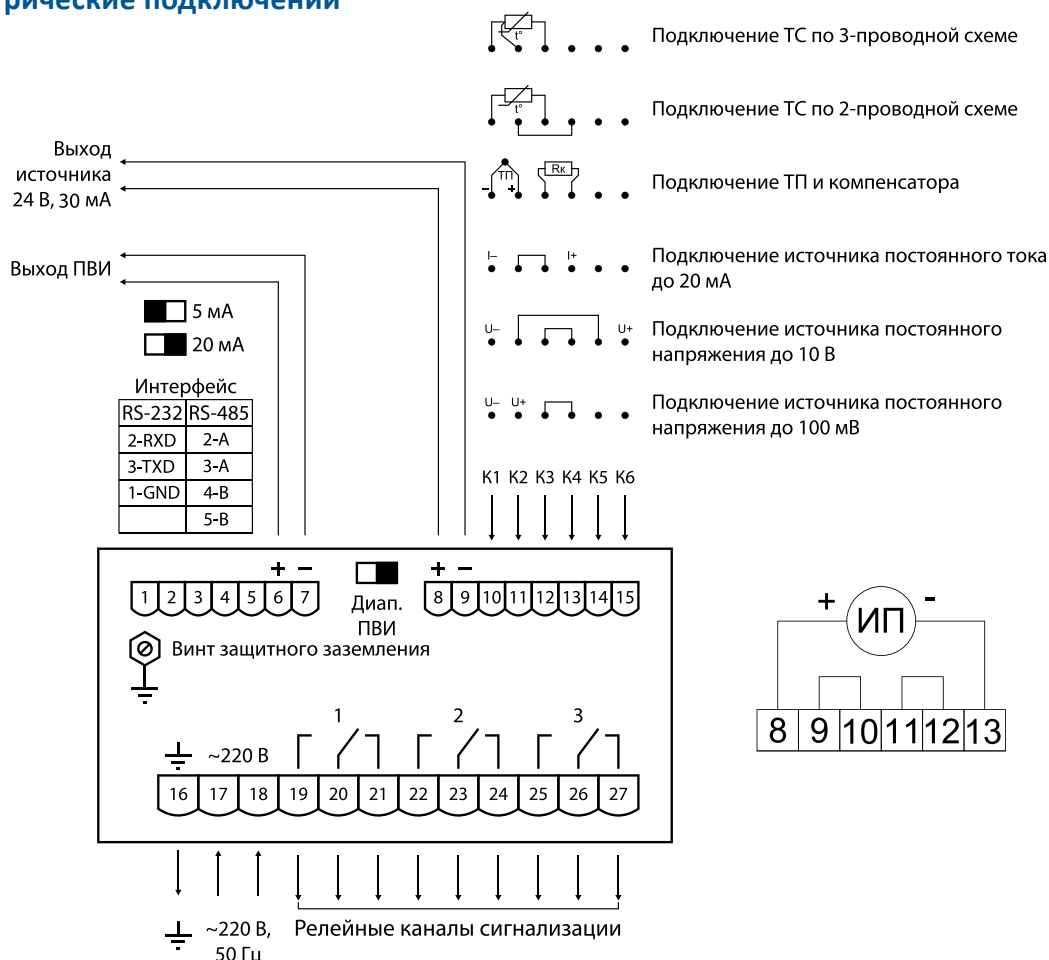 рические подключений
t°
Подключение ТС по 3-проводной схеме
t°
Подключение ТС по 2-проводной схеме
Выход
источника
24 В, 30 мА
ТП
Rк
- +
Подключение ТП и компенсатора
Выход ПВИ
I– I+
Подключение источника постоянного тока
до 20 мА
5 мА
20 мА
U– U+
Подключение источника постоянного
напряжения до 10 В
Интерфейс
RS-232 RS-485
2-RXD 2-A
3-TXD 3-A
1-GND 4-B
5-B
U– U+
Подключение источника постоянного
напряжения до 100 мВ
К1 К2 К3 К4 К5 К6
+ – + –
1 2 3 4 5 6 7 8 9 10 11 12 13 14 15
Диап.
ПВИ
Винт защитного заземления
1 2 3
~220 В
16 17 18 19 20 21 22 23 24 25 26 27
~220 В,
50 Гц
Релейные каналы сигнализации
+ ИП -
8 9 10 11 12 13